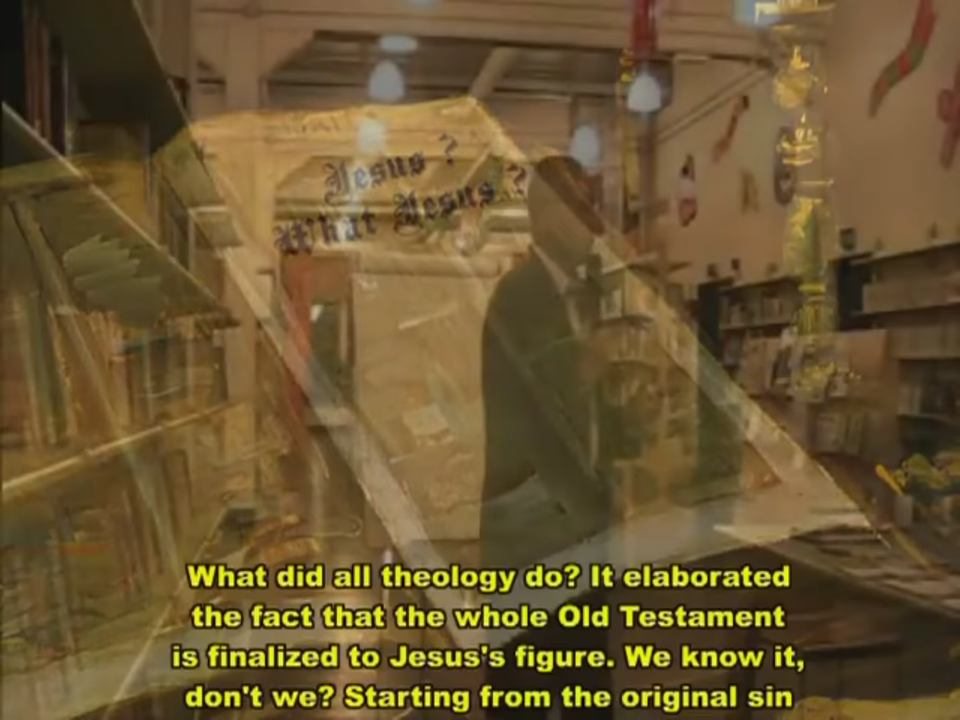 Jesus ?
What Jesus ?
What did all theology do? It elaborated
the fact that the whole Old Testament
is finalized to Jesus's figure. We know it,
don't we? Starting from the original sin